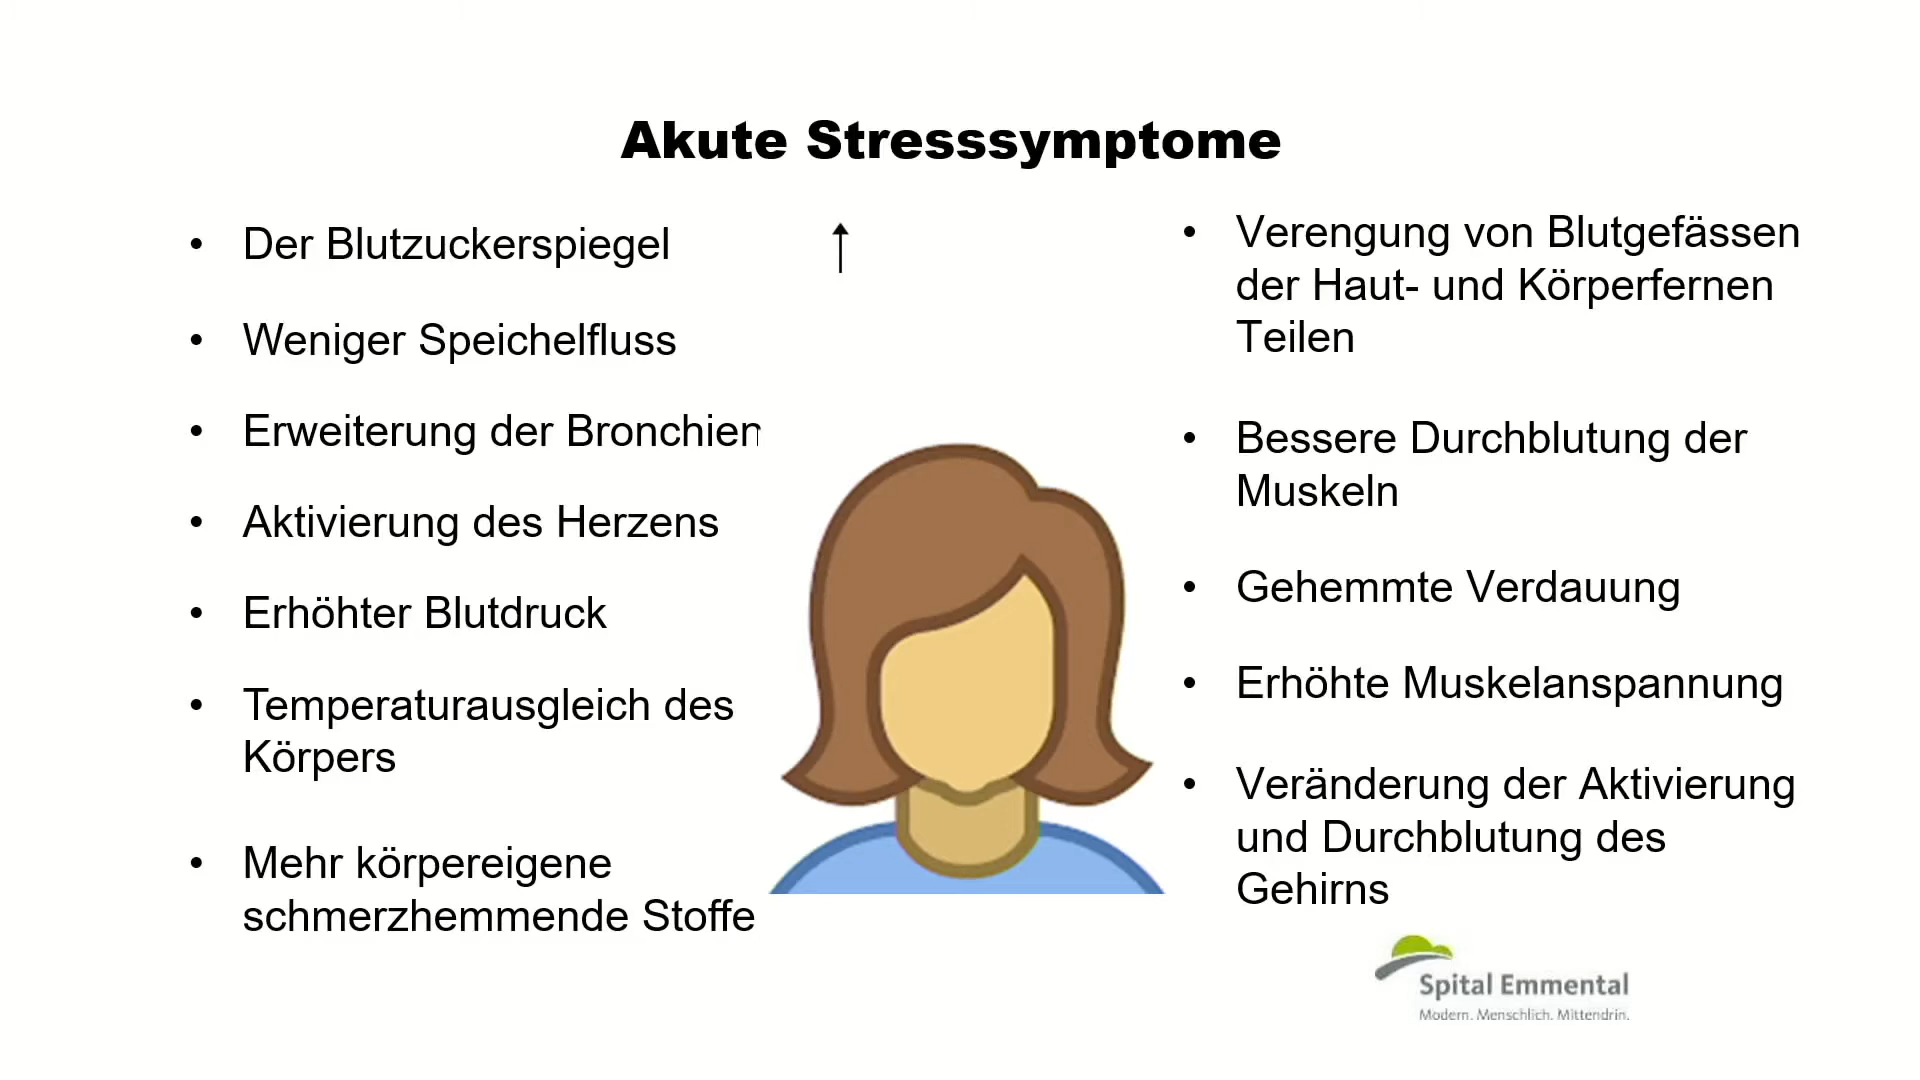 Akute Stresssymptome
• Der Blutzuckerspiegel ↑
• Weniger Speichelfluss
• Erweiterung der Bronchien
• Aktivierung des Herzens
• Erhöhter Blutdruck
• Temperaturausgleich des
Körpers
• Mehr körpereigene
schmerzhemmende Stoffe
• Verengung von Blutgefässen
der Haut- und Körperfernen
Teilen
• Bessere Durchblutung der
Muskeln
• Gehemmte Verdauung
• Erhöhte Muskelanspannung
• Veränderung der Aktivierung
und Durchblutung des
Gehirns
Spital Emmental
Modern. Menschlich. Mittendrin.